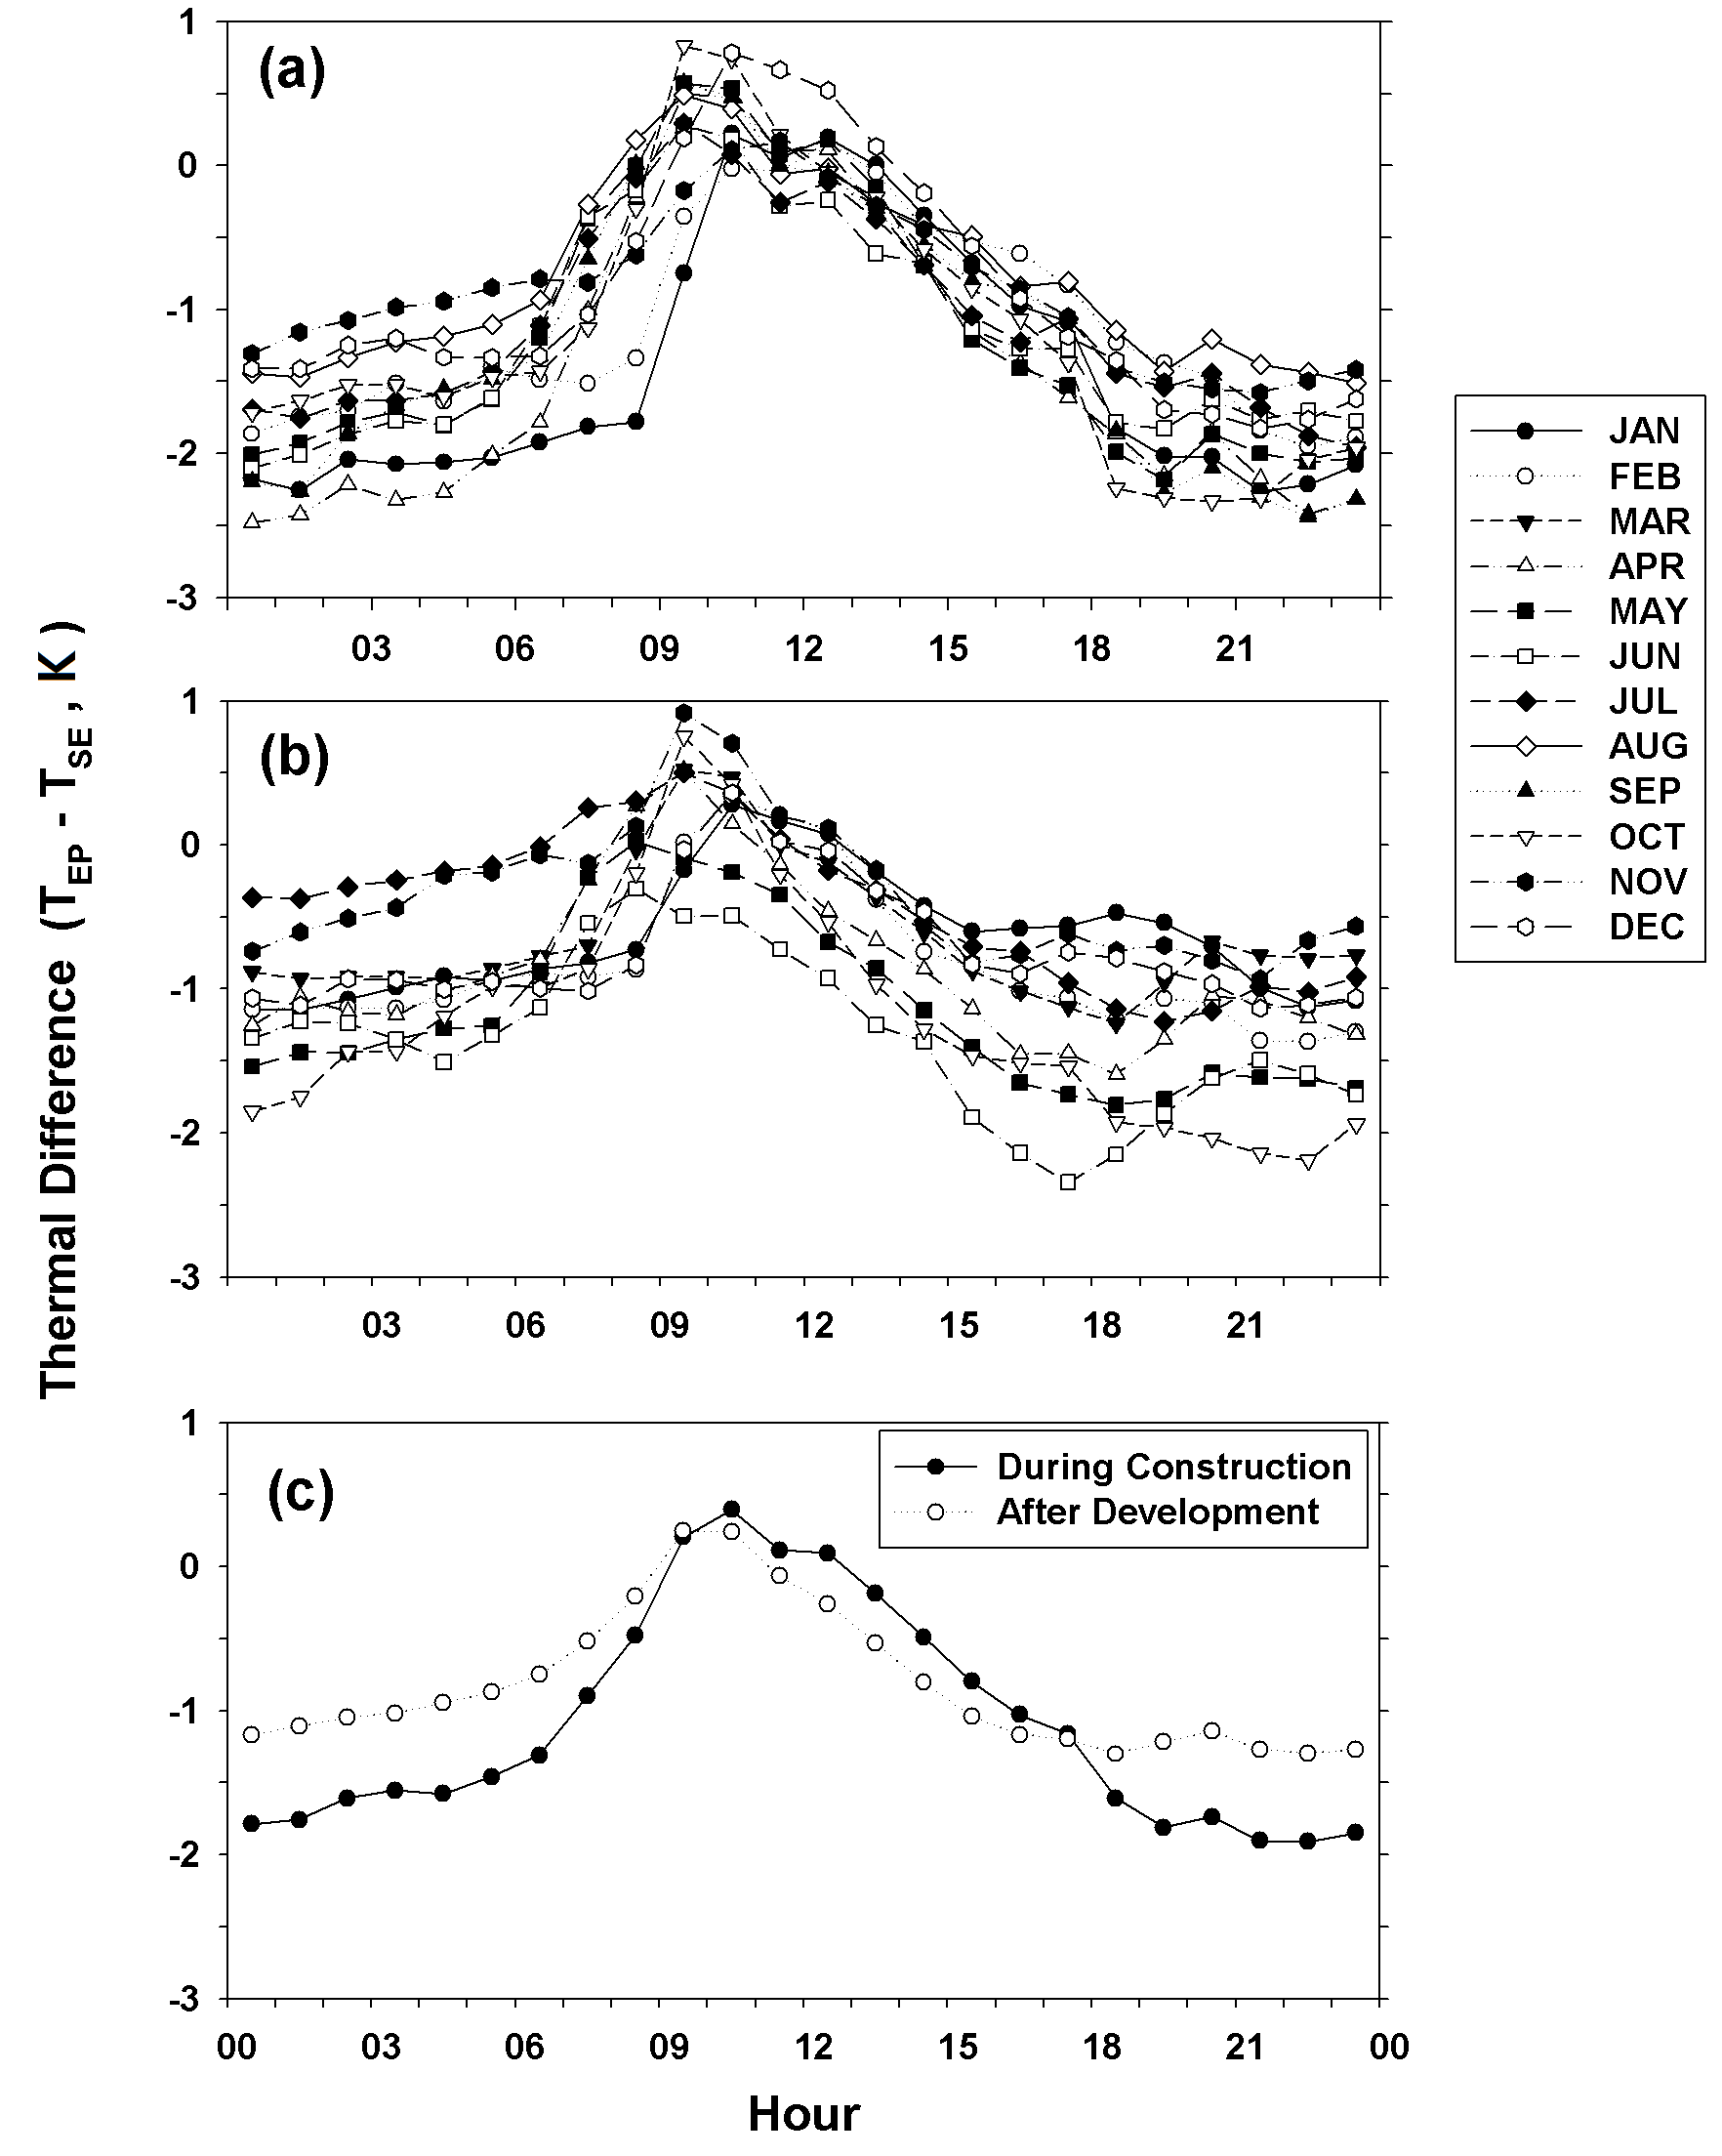 Thermal Difference (TEP - TSE, K)
(a)
1
0
-1
-2
-3
03 06 09 12 15 18 21
JAN
FEB
MAR
APR
MAY
JUN
JUL
AUG
SEP
OCT
NOV
DEC
(b)
1
0
-1
-2
-3
03 06 09 12 15 18 21
(c)
During Construction
After Development
1
0
-1
-2
-3
00 03 06 09 12 15 18 21 00
Hour